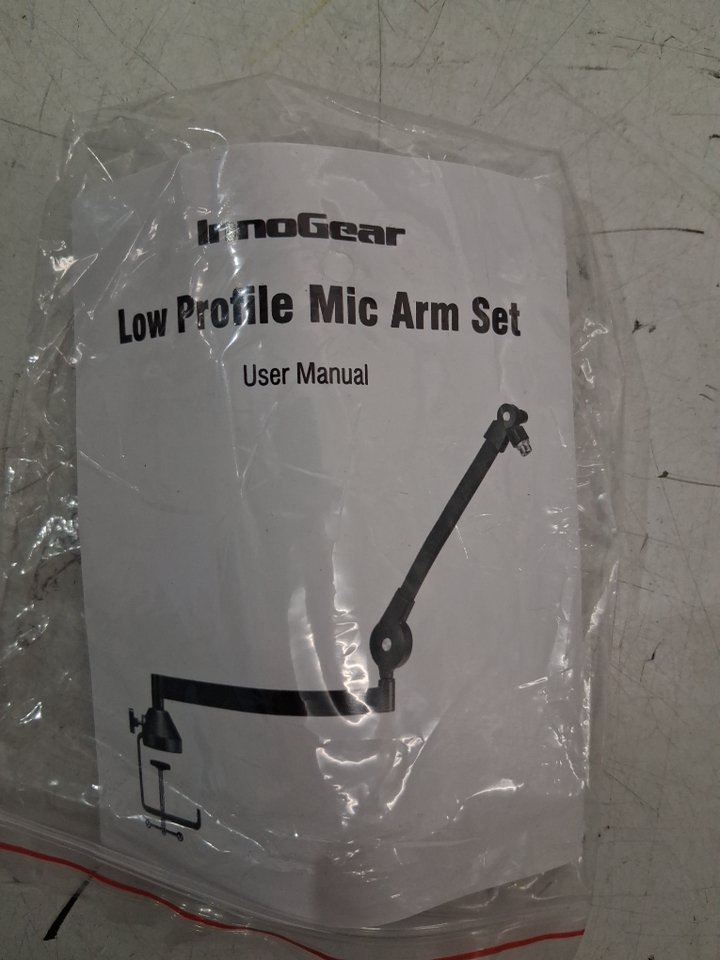 InnoGear
Low Profile Mic Arm Set
User Manual